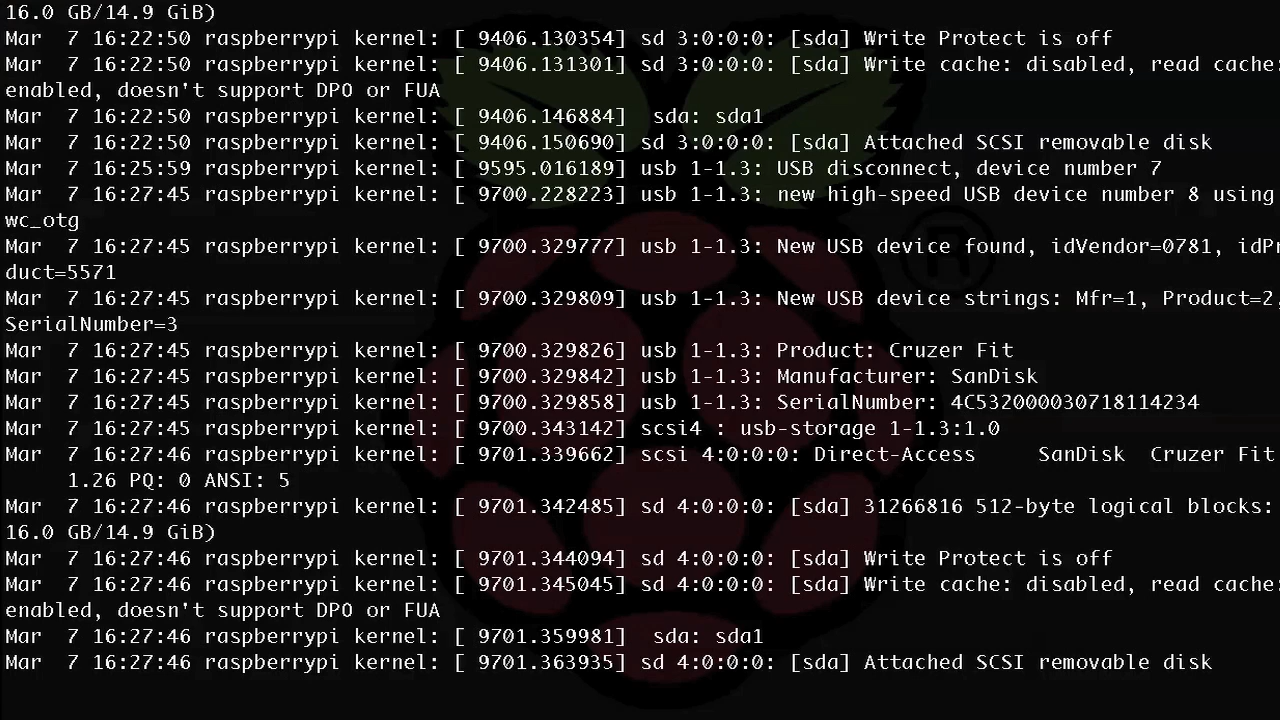 16.0 GB/14.9 GiB)
Mar  7 16:22:50 raspberrypi kernel: [ 9406.130354] sd 3:0:0:0: [sda] Write Protect is off
Mar  7 16:22:50 raspberrypi kernel: [ 9406.131301] sd 3:0:0:0: [sda] Write cache: disabled, read cache:
enabled, doesn't support DPO or FUA
Mar  7 16:22:50 raspberrypi kernel: [ 9406.146884]  sda: sda1
Mar  7 16:22:50 raspberrypi kernel: [ 9406.150690] sd 3:0:0:0: [sda] Attached SCSI removable disk
Mar  7 16:25:59 raspberrypi kernel: [ 9595.016189] usb 1-1.3: USB disconnect, device number 7
Mar  7 16:27:45 raspberrypi kernel: [ 9700.228223] usb 1-1.3: new high-speed USB device number 8 using
wc_otg
Mar  7 16:27:45 raspberrypi kernel: [ 9700.329777] usb 1-1.3: New USB device found, idVendor=0781, idPr
duct=5571
Mar  7 16:27:45 raspberrypi kernel: [ 9700.329809] usb 1-1.3: New USB device strings: Mfr=1, Product=2,
SerialNumber=3
Mar  7 16:27:45 raspberrypi kernel: [ 9700.329826] usb 1-1.3: Product: Cruzer Fit
Mar  7 16:27:45 raspberrypi kernel: [ 9700.329842] usb 1-1.3: Manufacturer: SanDisk
Mar  7 16:27:45 raspberrypi kernel: [ 9700.329858] usb 1-1.3: SerialNumber: 4C532000030718114234
Mar  7 16:27:45 raspberrypi kernel: [ 9700.343142] scsi4 : usb-storage 1-1.3:1.0
Mar  7 16:27:46 raspberrypi kernel: [ 9701.339662] scsi 4:0:0:0: Direct-Access     SanDisk  Cruzer Fit
     1.26 PQ: 0 ANSI: 5
Mar  7 16:27:46 raspberrypi kernel: [ 9701.342485] sd 4:0:0:0: [sda] 31266816 512-byte logical blocks:
16.0 GB/14.9 GiB)
Mar  7 16:27:46 raspberrypi kernel: [ 9701.344094] sd 4:0:0:0: [sda] Write Protect is off
Mar  7 16:27:46 raspberrypi kernel: [ 9701.345045] sd 4:0:0:0: [sda] Write cache: disabled, read cache:
enabled, doesn't support DPO or FUA
Mar  7 16:27:46 raspberrypi kernel: [ 9701.359981]  sda: sda1
Mar  7 16:27:46 raspberrypi kernel: [ 9701.363935] sd 4:0:0:0: [sda] Attached SCSI removable disk
®